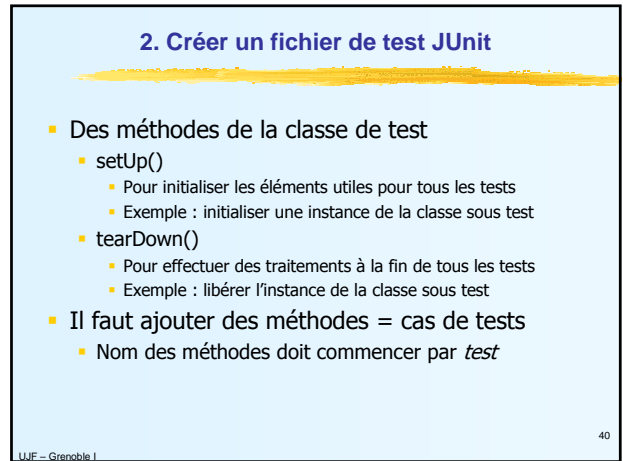 2. Créer un fichier de test JUnit
Des méthodes de la classe de test
setUp()
Pour initialiser les éléments utiles pour tous les tests
Exemple : initialiser une instance de la classe sous test
tearDown()
Pour effectuer des traitements à la fin de tous les tests
Exemple : libérer l'instance de la classe sous test
Il faut ajouter des méthodes = cas de tests
Nom des méthodes doit commencer par test
40
UJF – Grenoble I